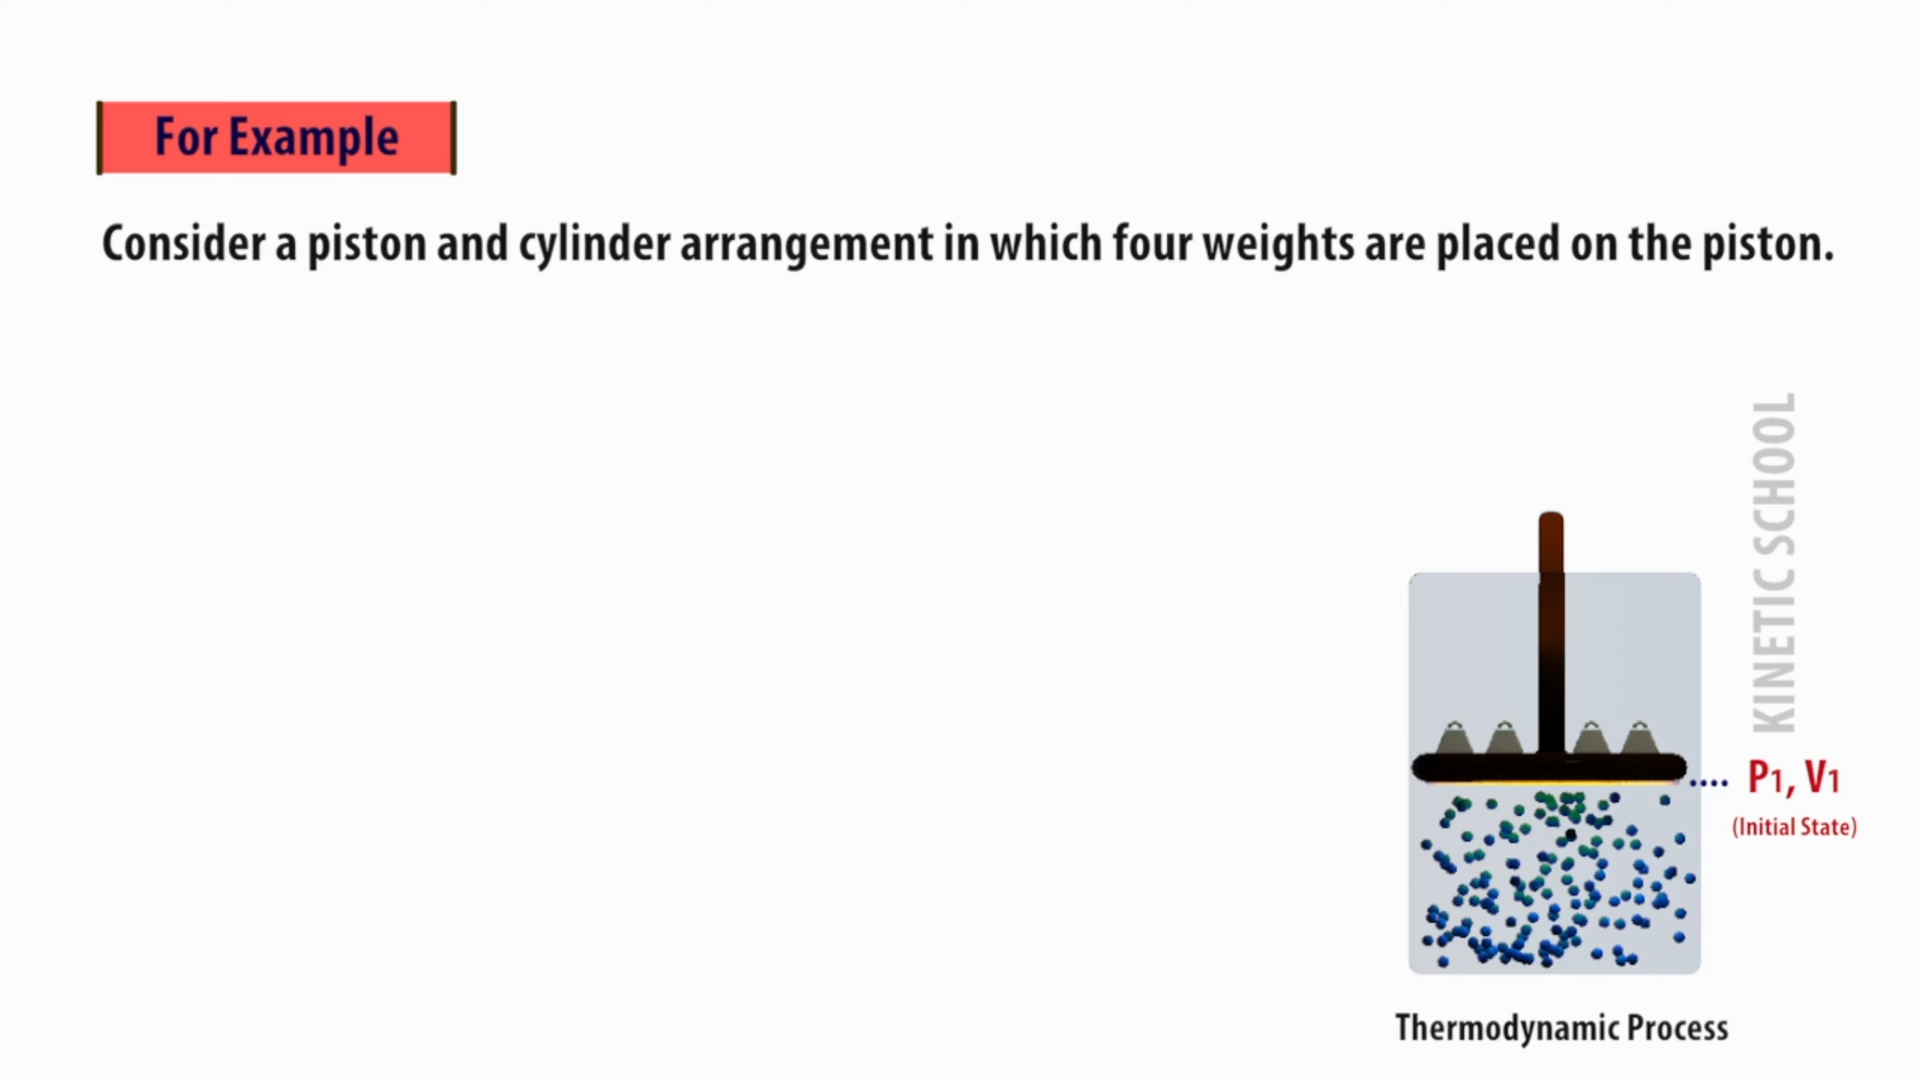 For Example
Consider a piston and cylinder arrangement in which four weights are placed on the piston.
KINETIC SCHOOL
P1, V1
(Initial State)
Thermodynamic Process